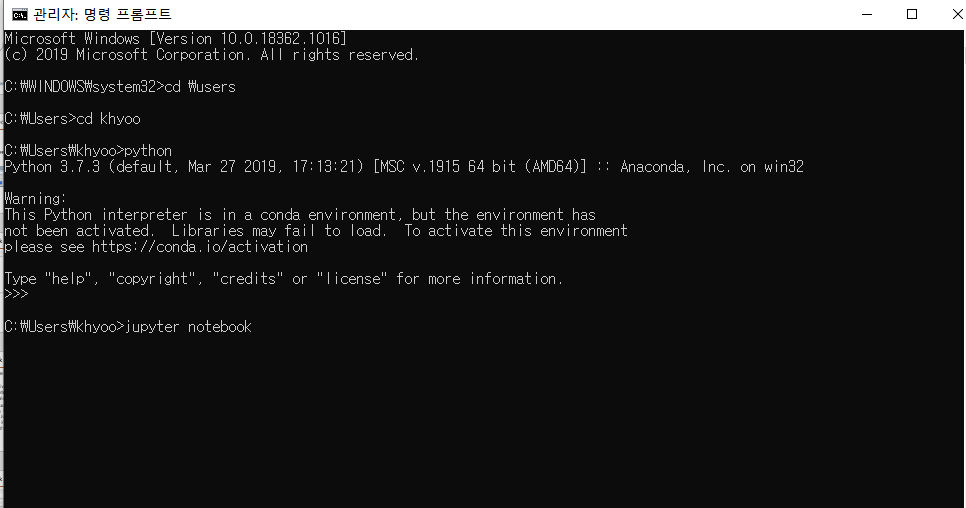 관리자: 명령 프롬프트
Microsoft Windows [Version 10.0.18362.1016]
(c) 2019 Microsoft Corporation. All rights reserved.
C:₩WINDOWS₩system32>cd ₩users
C:₩Users>cd khyoo
C:₩Users₩khyoo>python
Python 3.7.3 (default, Mar 27 2019, 17:13:21) [MSC v.1915 64 bit (AMD64)] :: Anaconda, Inc. on win32
Warning:
This Python interpreter is in a conda environment, but the environment has
not been activated.  Libraries may fail to load.  To activate this environment
please see https://conda.io/activation
Type "help", "copyright", "credits" or "license" for more information.
>>>
C:₩Users₩khyoo>jupyter notebook